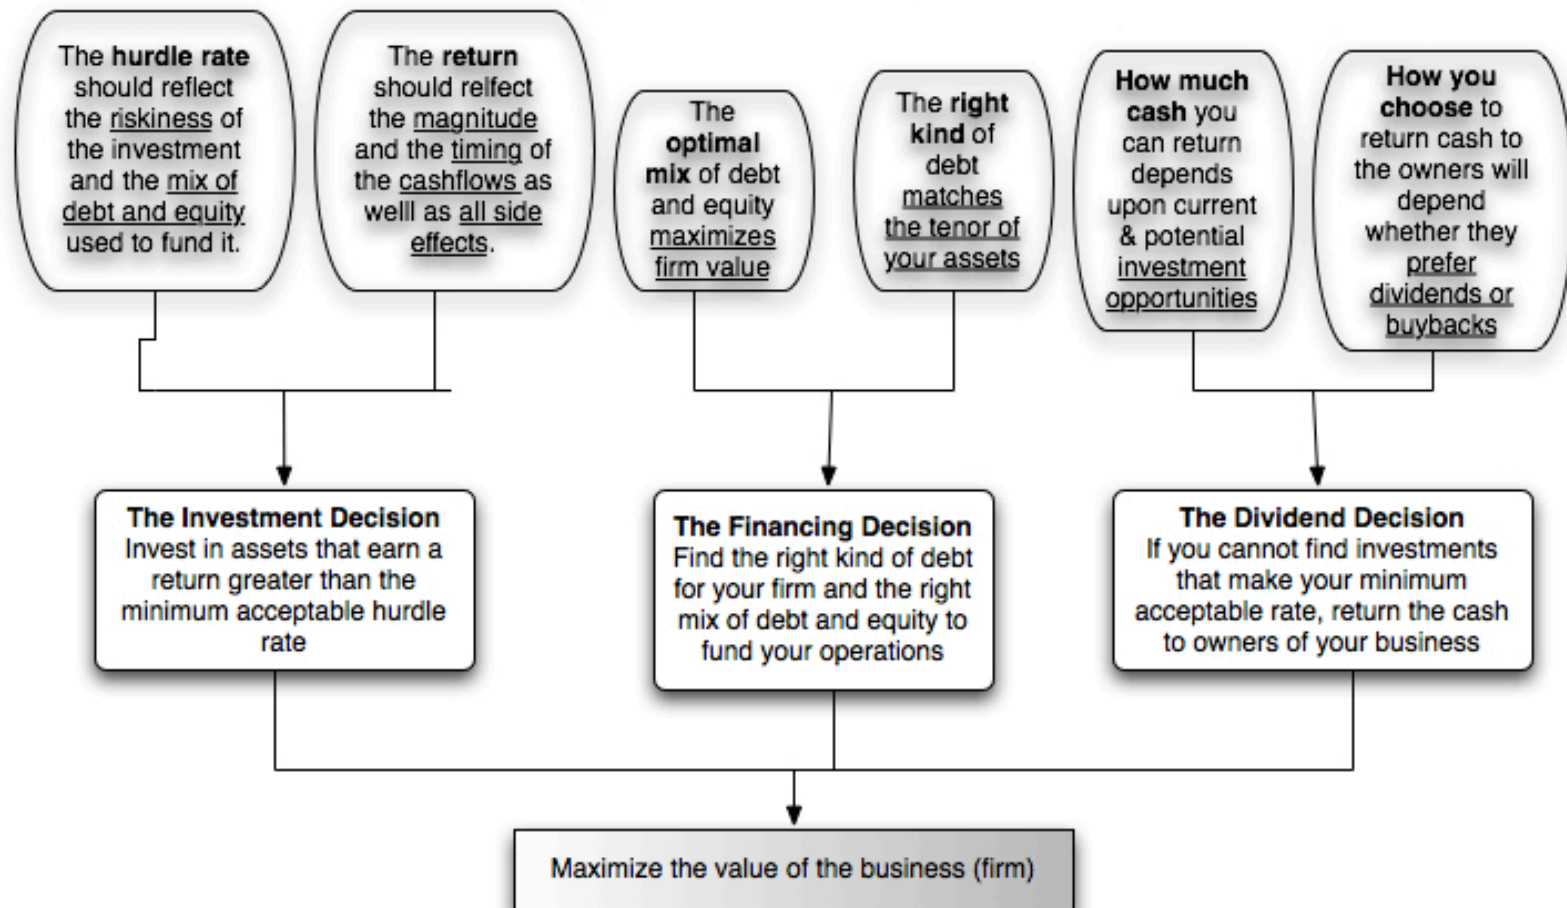 The hurdle rate
should reflect
the riskiness of
the investment
and the mix of
debt and equity
used to fund it.
The return
should relfect
the magnitude
and the timing of
the cashflows as
welll as all side
effects.
The
optimal
mix of debt
and equity
maximizes
firm value
The right
kind of
debt
matches
the tenor of
your assets
How much
cash you
can return
depends
upon current
& potential
investment
opportunities
How you
choose to
return cash to
the owners will
depend
whether they
prefer
dividends or
buybacks
The Investment Decision
Invest in assets that earn a
return greater than the
minimum acceptable hurdle
rate
The Financing Decision
Find the right kind of debt
for your firm and the right
mix of debt and equity to
fund your operations
The Dividend Decision
If you cannot find investments
that make your minimum
acceptable rate, return the cash
to owners of your business
Maximize the value of the business (firm)